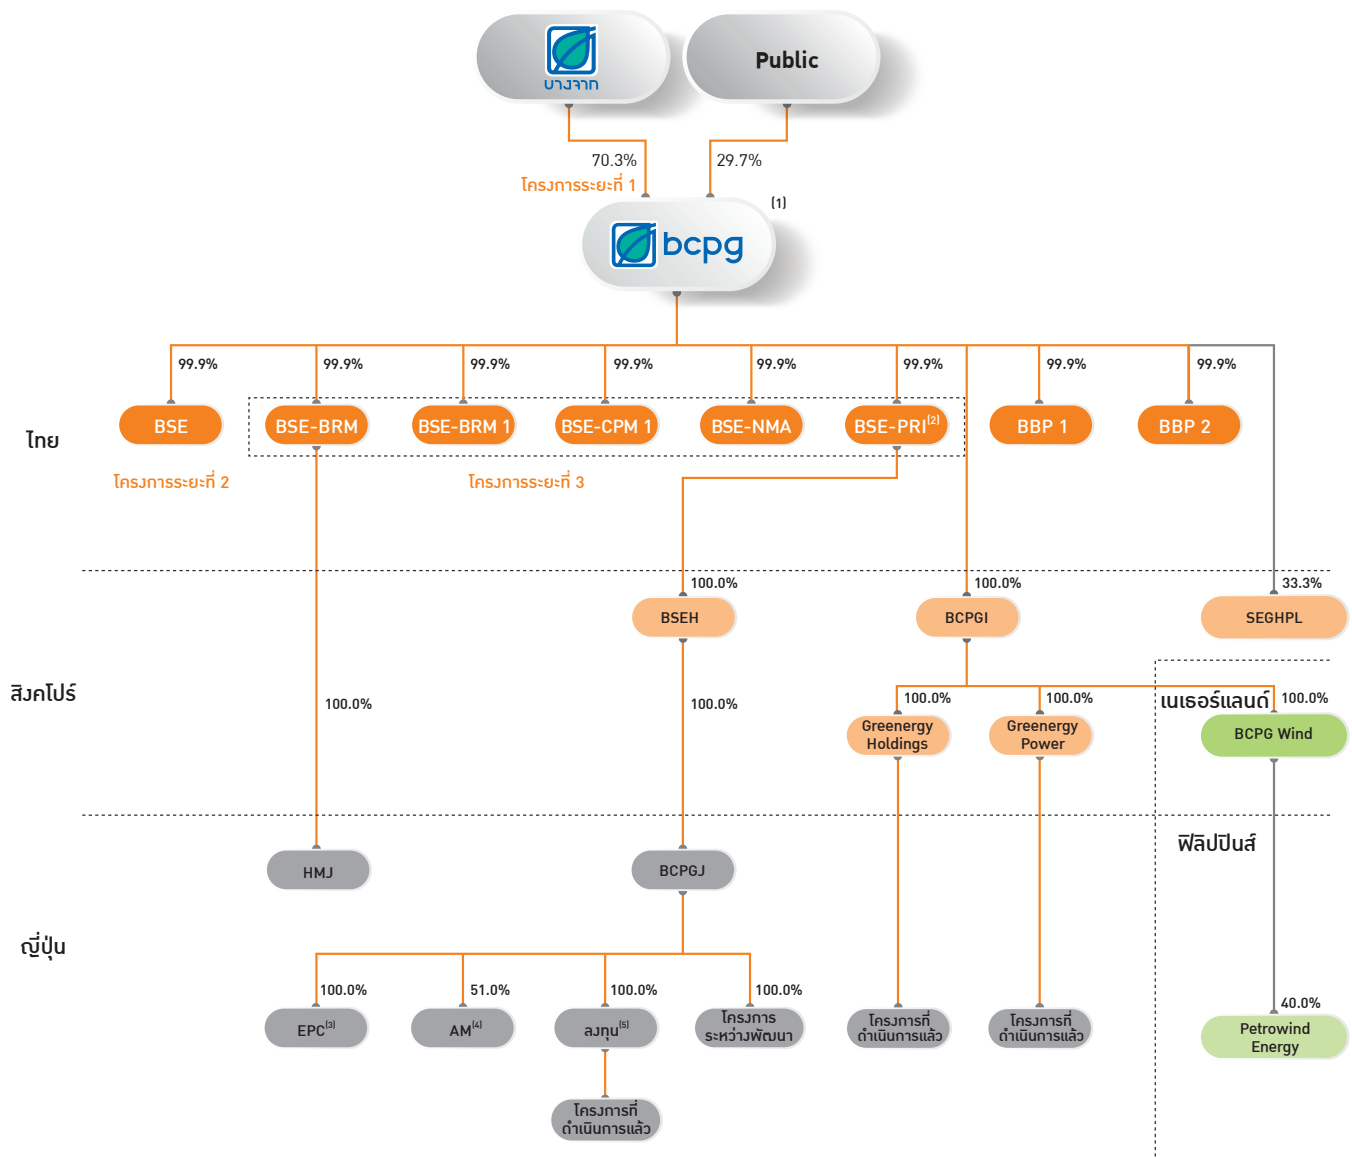 บางจาก
Public
70.3%
29.7%
โครงการระยะที่ 1
(1)
bcpg
99.9%
99.9%
99.9%
99.9%
99.9%
99.9%
99.9%
99.9%
ไทย
BSE
BSE-BRM
BSE-BRM 1
BSE-CPM 1
BSE-NMA
BSE-PRI(2)
BBP 1
BBP 2
โครงการระยะที่ 2
โครงการระยะที่ 3
100.0%
100.0%
33.3%
BSEH
BCPGI
SEGHPL
สิงคโปร์
100.0%
100.0%
100.0%
100.0%
เนเธอร์แลนด์
100.0%
Greenergy
Holdings
Greenergy
Power
BCPG Wind
ฟิลิปปินส์
HMJ
BCPGJ
ญี่ปุ่น
100.0%
51.0%
100.0%
100.0%
40.0%
EPC(3)
AM(4)
ลงทุน(5)
โครงการ
ระหว่างพัฒนา
โครงการที่
ดำเนินการแล้ว
โครงการที่
ดำเนินการแล้ว
Petrowind
Energy
โครงการที่
ดำเนินการแล้ว